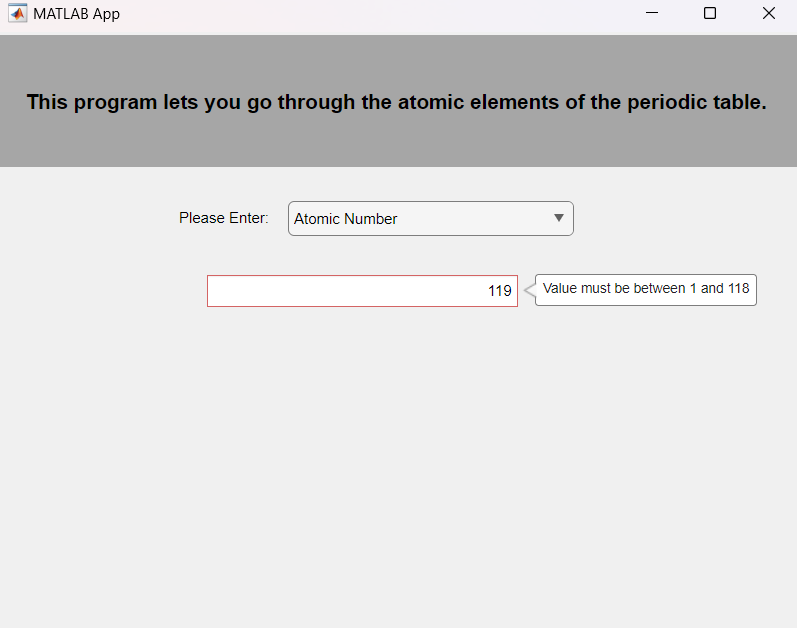 MATLAB App
This program lets you go through the atomic elements of the periodic table.
Please Enter: Atomic Number
119 Value must be between 1 and 118